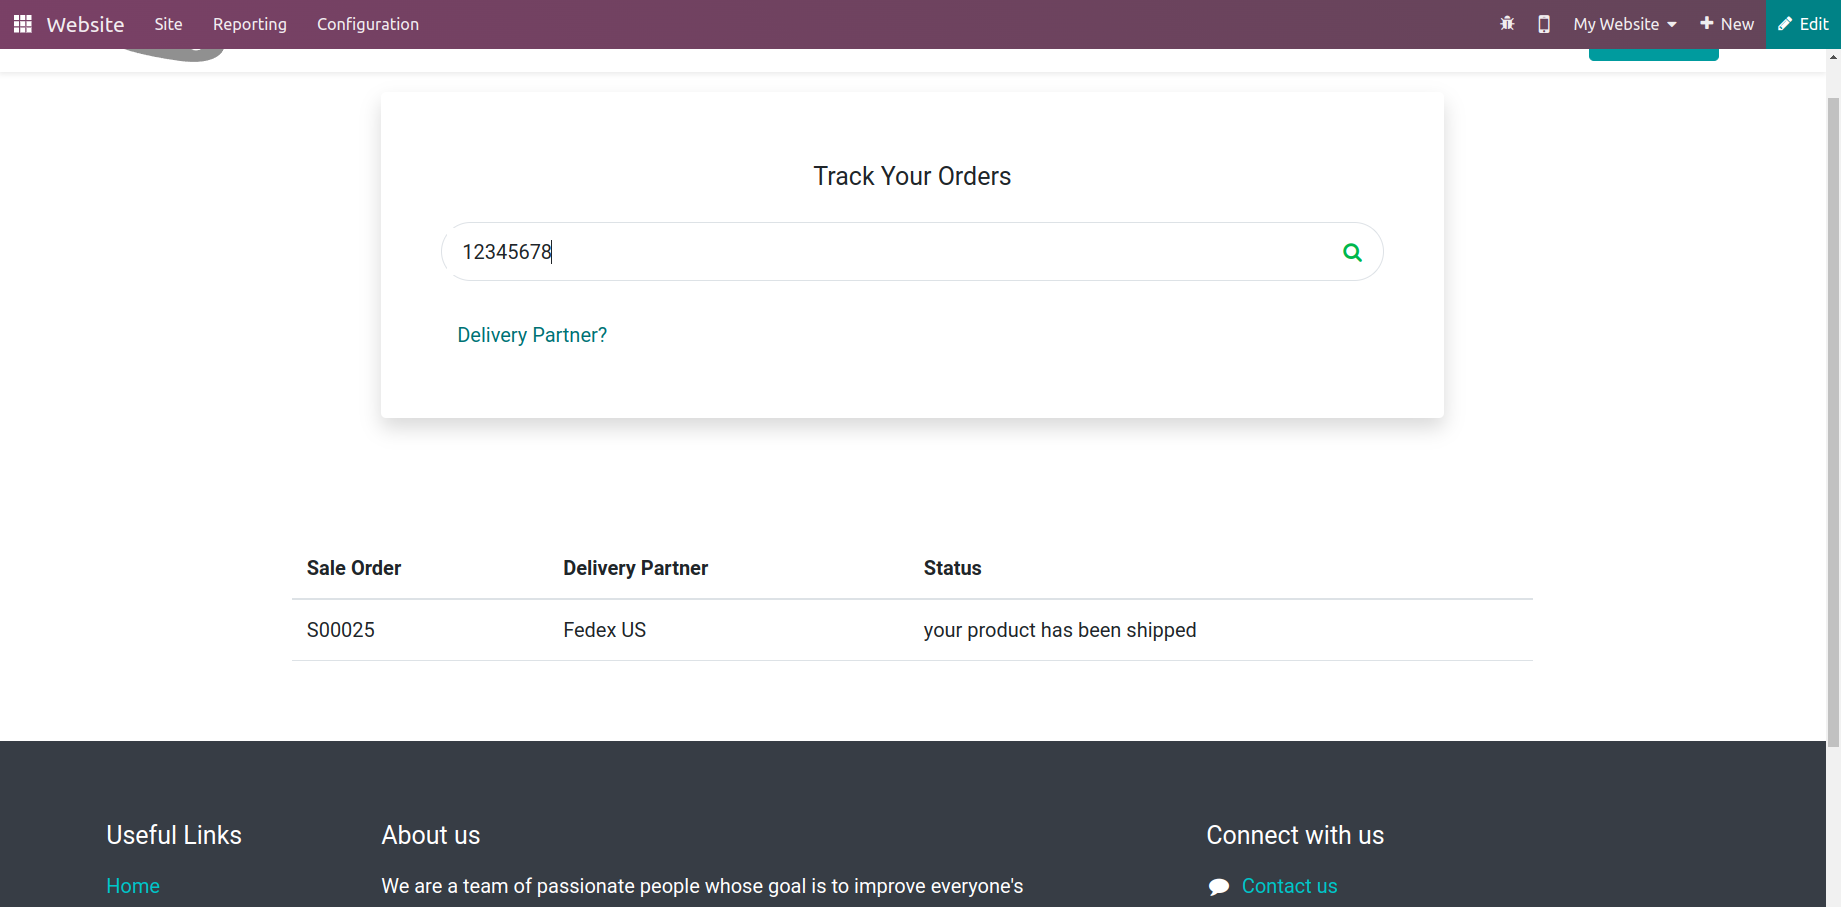 Website Site Reporting Configuration My Website New Edit
Track Your Orders
12345678
Delivery Partner?
Sale Order Delivery Partner Status
S00025 Fedex US your product has been shipped
Useful Links About us Connect with us
Home We are a team of passionate people whose goal is to improve everyone's Contact us